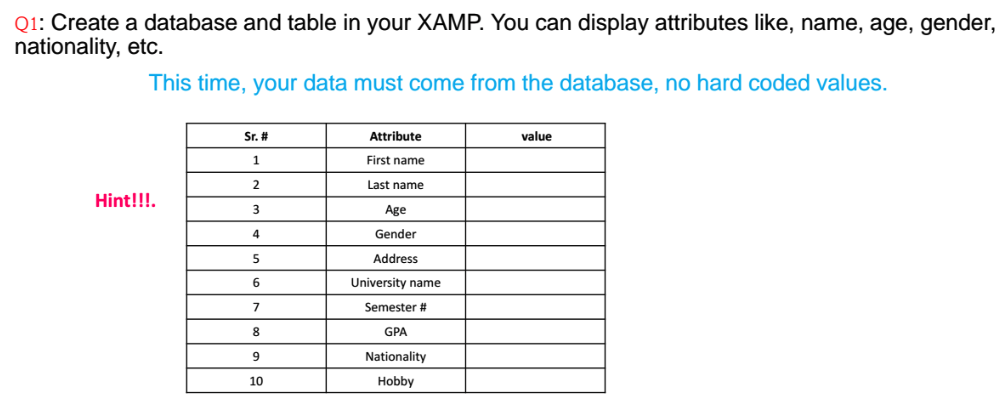 Q1: Create a database and table in your XAMP. You can display attributes like, name, age, gender,
nationality, etc.
This time, your data must come from the database, no hard coded values.
Sr. # Attribute value
1 First name
2 Last name
Hint!!!.
3 Age
4 Gender
5 Address
6 University name
7 Semester #
8 GPA
9 Nationality
10 Hobby